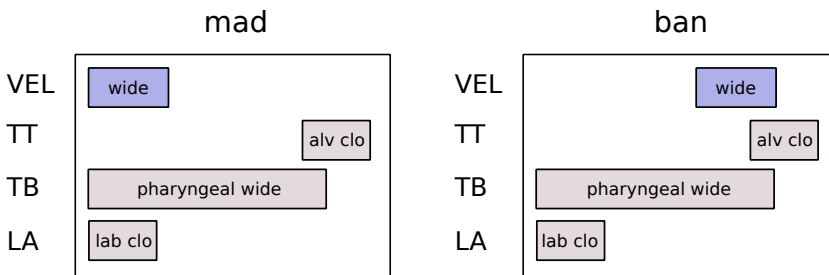 mad
VEL wide
TT alv clo
TB pharyngeal wide
LA lab clo
ban
VEL wide
TT alv clo
TB pharyngeal wide
LA lab clo